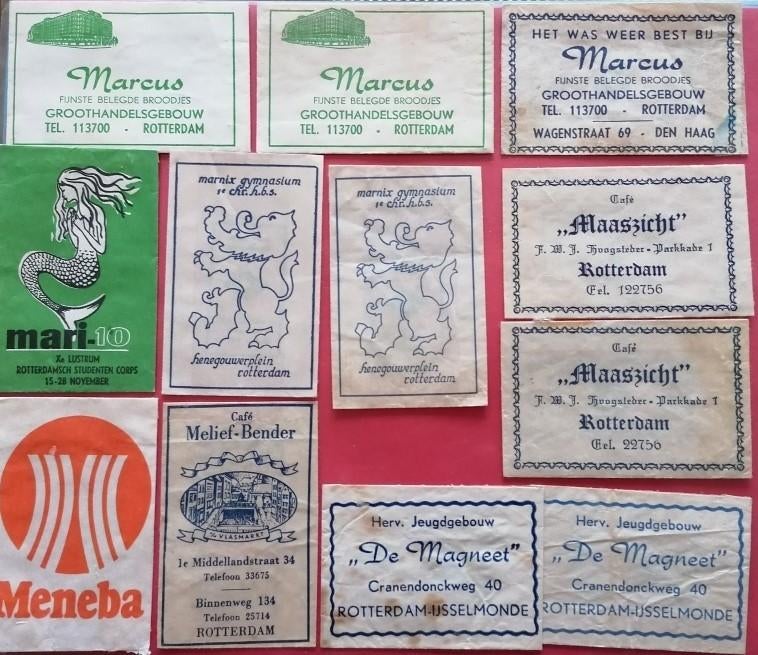 Marcus
FIJNSTE BELEGDE BROODJES
GROOTHANDELSGEBOUW
TEL. 113700 - ROTTERDAM
Marcus
FIJNSTE BELEGDE BROODJES
GROOTHANDELSGEBOUW
TEL. 113700 - ROTTERDAM
HET WAS WEER BEST BIJ
Marcus
FIJNSTE BELEGDE BROODJES
GROOTHANDELSGEBOUW
TEL. 113700 - ROTTERDAM
WAGENSTRAAT 69 - DEN HAAG
mari-10
Xe LUSTRUM
ROTTERDAMSCH STUDENTEN CORPS
15-28 NOVEMBER
marnix gymnasium
1e chr. h.b.s.
henegouwerplein
rotterdam
marnix gymnasium
1e chr. h.b.s.
henegouwerplein
rotterdam
Café
„Maaszicht"
F. W. J. Hoogsteder - Parkkade 1
Rotterdam
Tel. 122756
Café
„Maaszicht"
F. W. J. Hoogsteder - Parkkade 1
Rotterdam
Tel. 22756
Meneba
Café
Melief-Bender
o/d VLASMARKT
1e Middellandstraat 34
Telefoon 33675
Binnenweg 134
Telefoon 25714
ROTTERDAM
Herv. Jeugdgebouw
„De Magneet"
Cranendonckweg 40
ROTTERDAM-IJSSELMONDE
Herv. Jeugdgebouw
„De Magneet"
Cranendonckweg 40
ROTTERDAM-IJSSELMONDE